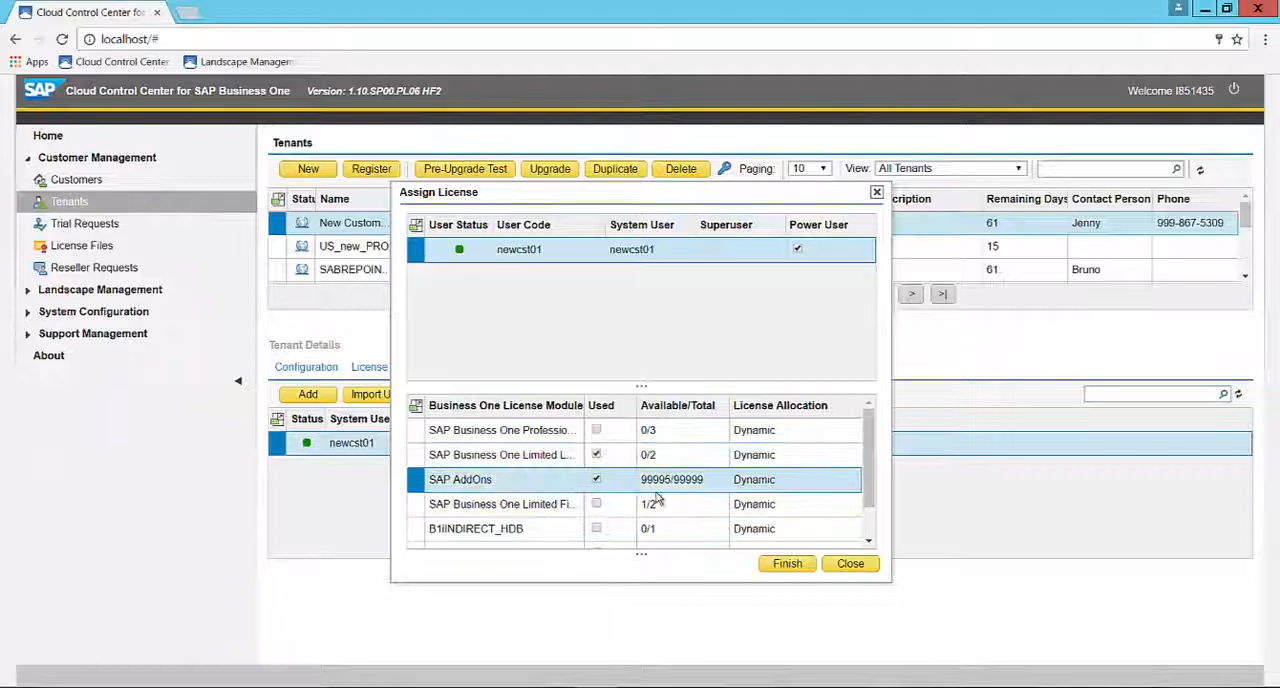 Cloud Control Center for
localhost/#
Apps Cloud Control Center Landscape Managem
SAP Cloud Control Center for SAP Business One Version: 1.10.SP00.PL06 HF2 Welcome I851435
Home
Customer Management
Customers
Tenants
Trial Requests
License Files
Reseller Requests
Landscape Management
System Configuration
Support Management
About
Tenants
New Register Pre-Upgrade Test Upgrade Duplicate Delete Paging: 10 View: All Tenants
Statu Name cription Remaining Days Contact Person Phone
New Custom.. 61 Jenny 999-867-5309
US_new_PRO 15
SABREPOIN.. 61 Bruno
> >|
Tenant Details
Configuration License
Add Import U
Status System Use
newcst01
Assign License
User Status User Code System User Superuser Power User
newcst01 newcst01
Business One License Module Used Available/Total License Allocation
SAP Business One Professio... 0/3 Dynamic
SAP Business One Limited L... 0/2 Dynamic
SAP AddOns 99995/99999 Dynamic
SAP Business One Limited Fi... 1/2 Dynamic
B1iINDIRECT_HDB 0/1 Dynamic
Finish Close